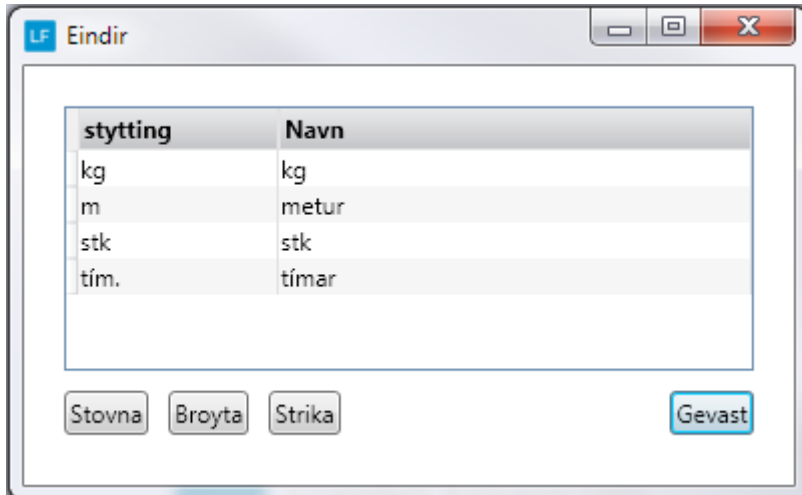 LF Eindir
stytting Navn
kg kg
m metur
stk stk
tím. tímar
Stovna Broyta Strika Gevast